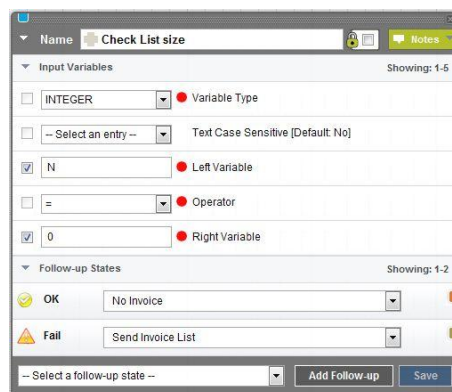 Name Check List size Notes
Input Variables Showing: 1-5
INTEGER Variable Type
-- Select an entry -- Text Case Sensitive [Default: No]
N Left Variable
= Operator
0 Right Variable
Follow-up States Showing: 1-2
OK No Invoice
Fail Send Invoice List
-- Select a follow-up state -- Add Follow-up Save